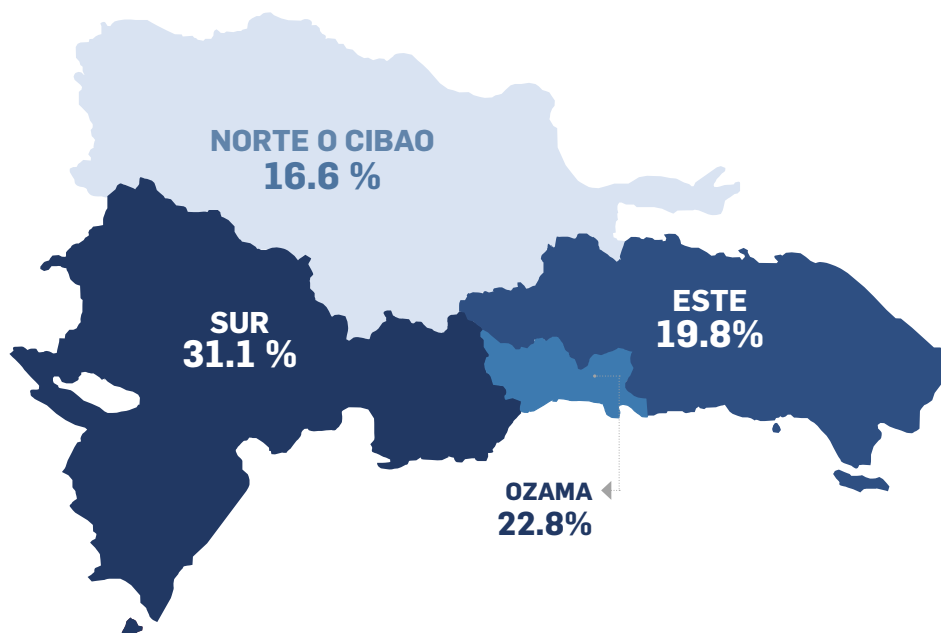 NORTE O CIBAO
16.6 %
SUR
31.1 %
ESTE
19.8%
OZAMA
22.8%